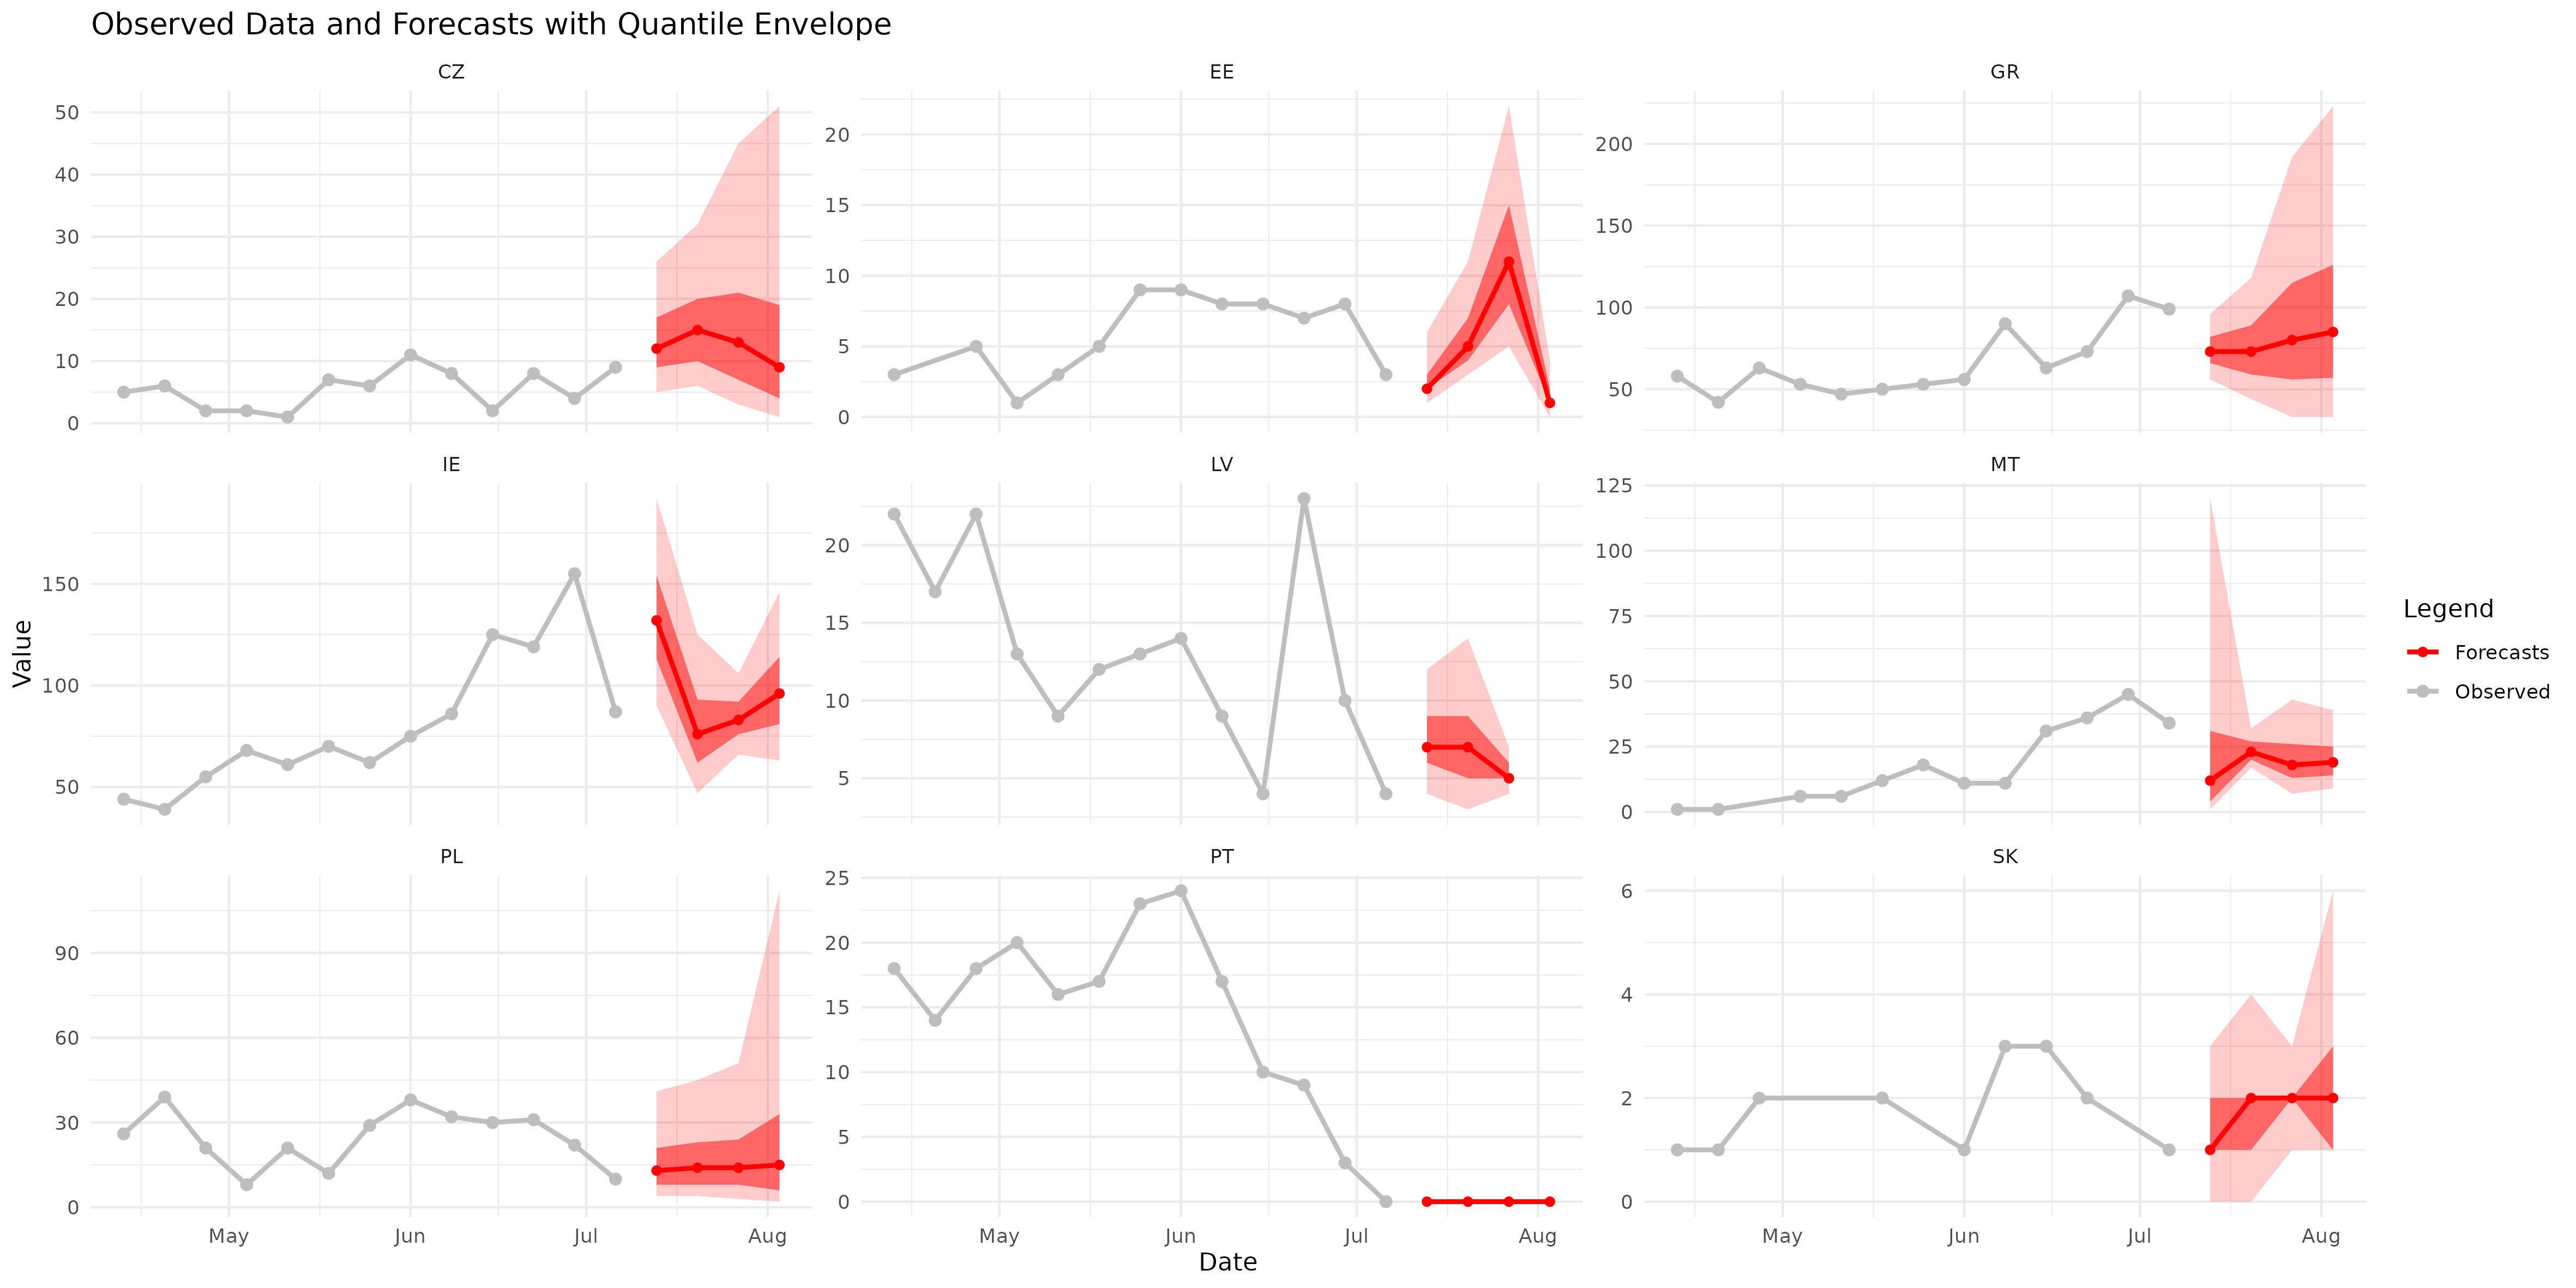 Observed Data and Forecasts with Quantile Envelope
CZ
EE
GR
50
40
30
20
10
0
20
15
10
5
0
200
150
100
50
IE
LV
MT
150
100
50
20
15
10
5
125
100
75
50
25
0
PL
PT
SK
90
60
30
0
25
20
15
10
5
0
6
4
2
0
May Jun Jul Aug
May Jun Jul Aug
May Jun Jul Aug
Value
Date
Legend
Forecasts
Observed